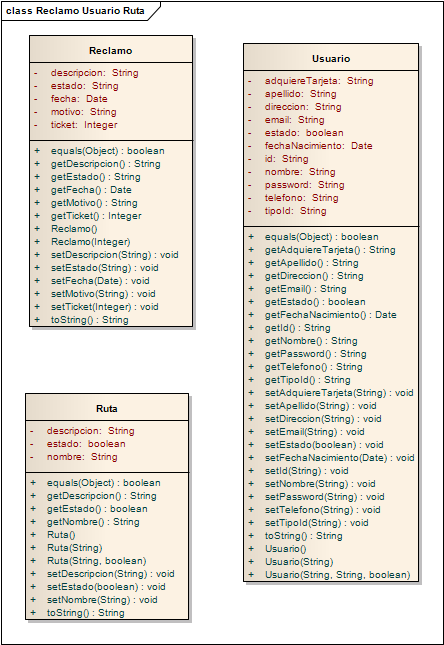 class Reclamo Usuario Ruta
Reclamo
- descripcion: String
- estado: String
- fecha: Date
- motivo: String
- ticket: Integer
+ equals(Object) : boolean
+ getDescripcion() : String
+ getEstado() : String
+ getFecha() : Date
+ getMotivo() : String
+ getTicket() : Integer
+ Reclamo()
+ Reclamo(Integer)
+ setDescripcion(String) : void
+ setEstado(String) : void
+ setFecha(Date) : void
+ setMotivo(String) : void
+ setTicket(Integer) : void
+ toString() : String
Usuario
- adquiereTarjeta: String
- apellido: String
- direccion: String
- email: String
- estado: boolean
- fechaNacimiento: Date
- id: String
- nombre: String
- password: String
- telefono: String
- tipoId: String
+ equals(Object) : boolean
+ getAdquiereTarjeta() : String
+ getApellido() : String
+ getDireccion() : String
+ getEmail() : String
+ getEstado() : boolean
+ getFechaNacimiento() : Date
+ getId() : String
+ getNombre() : String
+ getPassword() : String
+ getTelefono() : String
+ getTipoId() : String
+ setAdquiereTarjeta(String) : void
+ setApellido(String) : void
+ setDireccion(String) : void
+ setEmail(String) : void
+ setEstado(boolean) : void
+ setFechaNacimiento(Date) : void
+ setId(String) : void
+ setNombre(String) : void
+ setPassword(String) : void
+ setTelefono(String) : void
+ setTipoId(String) : void
+ toString() : String
+ Usuario()
+ Usuario(String)
+ Usuario(String, String, boolean)
Ruta
- descripcion: String
- estado: boolean
- nombre: String
+ equals(Object) : boolean
+ getDescripcion() : String
+ getEstado() : boolean
+ getNombre() : String
+ Ruta()
+ Ruta(String)
+ Ruta(String, boolean)
+ setDescripcion(String) : void
+ setEstado(boolean) : void
+ setNombre(String) : void
+ toString() : String